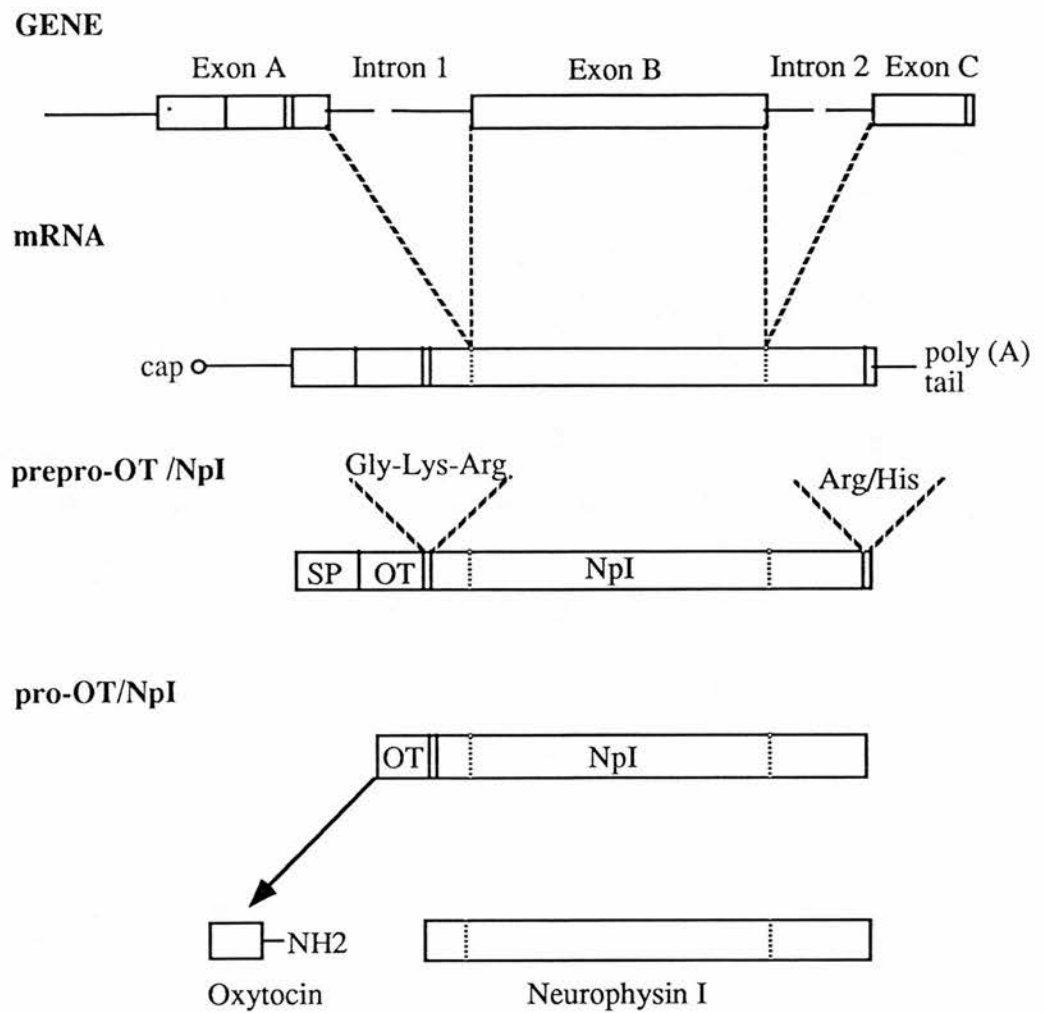 GENE
Exon A Intron 1 Exon B Intron 2 Exon C
mRNA
cap
poly (A)
tail
prepro-OT /NpI
Gly-Lys-Arg
Arg/His
SP OT NpI
pro-OT/NpI
OT NpI
NH2
Oxytocin
Neurophysin I